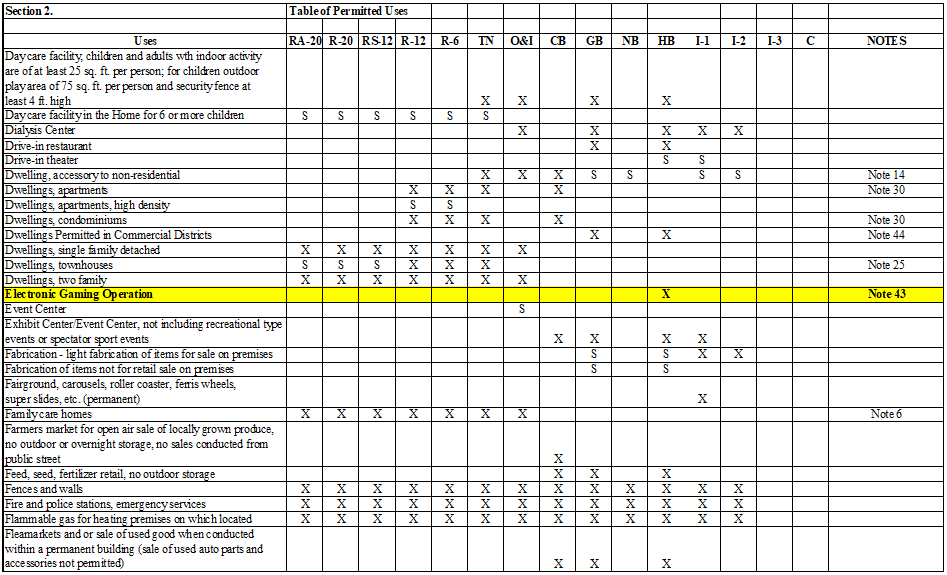 Section 2. Table of Permitted Uses
Uses RA-20 R-20 RS-12 R-12 R-6 TN O&I CB GB NB HB I-1 I-2 I-3 C NOTES
Day care facility, children and adults wth indoor activity
are of at least 25 sq. ft. per person; for children outdoor
play area of 75 sq. ft. per person and security fence at
least 4 ft. high X X X X
Day care facility in the Home for 6 or more children S S S S S S
Dialysis Center X X X X X
Drive-in restaurant X X
Drive-in theater S S
Dwelling, accessory to non-residential X X X S S S S Note 14
Dwellings, apartments X X X X Note 30
Dwellings, apartments, high density S S
Dwellings, condominiums X X X X Note 30
Dwellings Permitted in Commercial Districts X X Note 44
Dwellings, single family detached X X X X X X X
Dwellings, townhouses S S S X X X Note 25
Dwellings, two family X X X X X X X
Electronic Gaming Operation X Note 43
Event Center S
Exhibit Center/Event Center, not including recreational type
events or spectator sport events X X X X
Fabrication - light fabrication of items for sale on premises S S X X
Fabrication of items not for retail sale on premises S S
Fairground, carousels, roller coaster, ferris wheels,
super slides, etc. (permanent) X
Family care homes X X X X X X X Note 6
Farmers market for open air sale of locally grown produce,
no outdoor or overnight storage, no sales conducted from
public street X
Feed, seed, fertilizer retail, no outdoor storage X X X
Fences and walls X X X X X X X X X X X X X
Fire and police stations, emergency services X X X X X X X X X X X X X
Flammable gas for heating premises on which located X X X X X X X X X X X X X
Fleamarkets and or sale of used good when conducted
within a permanent building (sale of used auto parts and
accessories not permitted) X X X